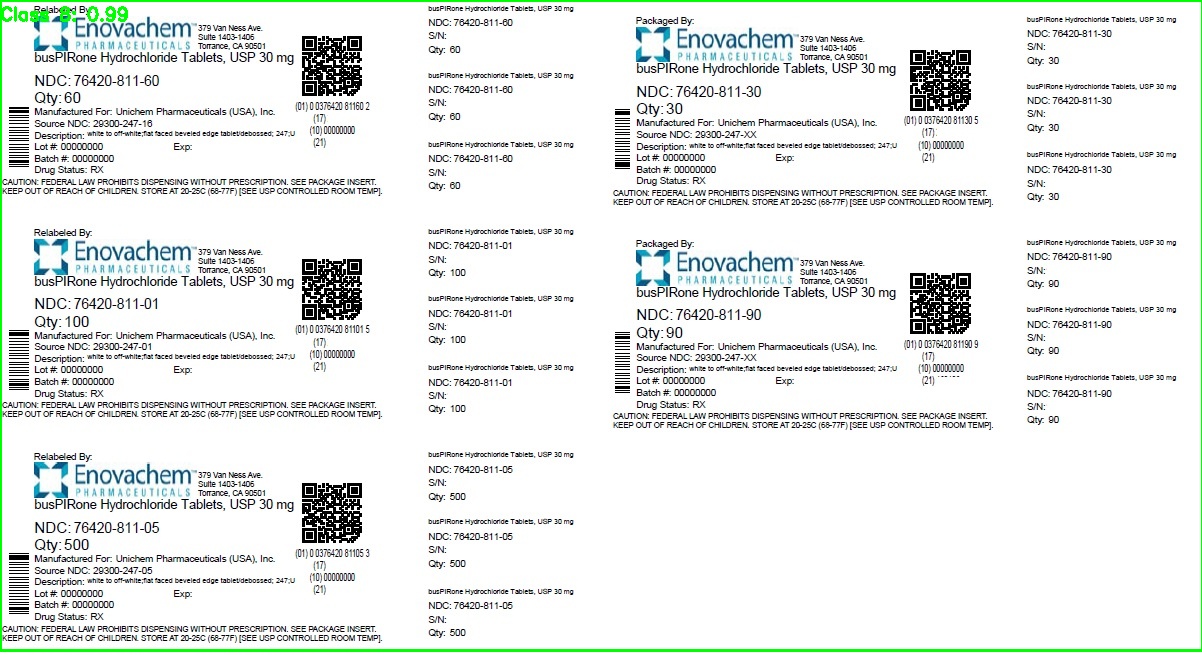 Class B: 0.99
Relabeled By:
Enovachem™
PHARMACEUTICALS
379 Van Ness Ave.
Suite 1403-1406
Torrance, CA 90501
busPIRone Hydrochloride Tablets, USP 30 mg
NDC: 76420-811-60
Qty: 60
Manufactured For: Unichem Pharmaceuticals (USA), Inc.
Source NDC: 29300-247-16
Description: white to off-white;flat faced beveled edge tablet/debossed; 247;U
Lot #: 00000000 Exp:
Batch #: 00000000
Drug Status: RX
(01) 0 0376420 81160 2
(17)
(10) 00000000
(21)
CAUTION: FEDERAL LAW PROHIBITS DISPENSING WITHOUT PRESCRIPTION. SEE PACKAGE INSERT.
KEEP OUT OF REACH OF CHILDREN. STORE AT 20-25C (68-77F) [SEE USP CONTROLLED ROOM TEMP].
busPIRone Hydrochloride Tablets, USP 30 mg
NDC: 76420-811-60
S/N:
Qty: 60
busPIRone Hydrochloride Tablets, USP 30 mg
NDC: 76420-811-60
S/N:
Qty: 60
busPIRone Hydrochloride Tablets, USP 30 mg
NDC: 76420-811-60
S/N:
Qty: 60
Packaged By:
Enovachem™
PHARMACEUTICALS
379 Van Ness Ave.
Suite 1403-1406
Torrance, CA 90501
busPIRone Hydrochloride Tablets, USP 30 mg
NDC: 76420-811-30
Qty: 30
Manufactured For: Unichem Pharmaceuticals (USA), Inc.
Source NDC: 29300-247-XX
Description: white to off-white;flat faced beveled edge tablet/debossed; 247;U
Lot #: 00000000 Exp:
Batch #: 00000000
Drug Status: RX
(01) 0 0376420 81130 5
(17)
(10) 00000000
(21)
CAUTION: FEDERAL LAW PROHIBITS DISPENSING WITHOUT PRESCRIPTION. SEE PACKAGE INSERT.
KEEP OUT OF REACH OF CHILDREN. STORE AT 20-25C (68-77F) [SEE USP CONTROLLED ROOM TEMP].
busPIRone Hydrochloride Tablets, USP 30 mg
NDC: 76420-811-30
S/N:
Qty: 30
busPIRone Hydrochloride Tablets, USP 30 mg
NDC: 76420-811-30
S/N:
Qty: 30
busPIRone Hydrochloride Tablets, USP 30 mg
NDC: 76420-811-30
S/N:
Qty: 30
Relabeled By:
Enovachem™
PHARMACEUTICALS
379 Van Ness Ave.
Suite 1403-1406
Torrance, CA 90501
busPIRone Hydrochloride Tablets, USP 30 mg
NDC: 76420-811-01
Qty: 100
Manufactured For: Unichem Pharmaceuticals (USA), Inc.
Source NDC: 29300-247-01
Description: white to off-white;flat faced beveled edge tablet/debossed; 247;U
Lot #: 00000000 Exp:
Batch #: 00000000
Drug Status: RX
(01) 0 0376420 81101 5
(17)
(10) 00000000
(21)
CAUTION: FEDERAL LAW PROHIBITS DISPENSING WITHOUT PRESCRIPTION. SEE PACKAGE INSERT.
KEEP OUT OF REACH OF CHILDREN. STORE AT 20-25C (68-77F) [SEE USP CONTROLLED ROOM TEMP].
busPIRone Hydrochloride Tablets, USP 30 mg
NDC: 76420-811-01
S/N:
Qty: 100
busPIRone Hydrochloride Tablets, USP 30 mg
NDC: 76420-811-01
S/N:
Qty: 100
busPIRone Hydrochloride Tablets, USP 30 mg
NDC: 76420-811-01
S/N:
Qty: 100
Packaged By:
Enovachem™
PHARMACEUTICALS
379 Van Ness Ave.
Suite 1403-1406
Torrance, CA 90501
busPIRone Hydrochloride Tablets, USP 30 mg
NDC: 76420-811-90
Qty: 90
Manufactured For: Unichem Pharmaceuticals (USA), Inc.
Source NDC: 29300-247-XX
Description: white to off-white;flat faced beveled edge tablet/debossed; 247;U
Lot #: 00000000 Exp:
Batch #: 00000000
Drug Status: RX
(01) 0 0376420 81190 9
(17)
(10) 00000000
(21)
CAUTION: FEDERAL LAW PROHIBITS DISPENSING WITHOUT PRESCRIPTION. SEE PACKAGE INSERT.
KEEP OUT OF REACH OF CHILDREN. STORE AT 20-25C (68-77F) [SEE USP CONTROLLED ROOM TEMP].
busPIRone Hydrochloride Tablets, USP 30 mg
NDC: 76420-811-90
S/N:
Qty: 90
busPIRone Hydrochloride Tablets, USP 30 mg
NDC: 76420-811-90
S/N:
Qty: 90
busPIRone Hydrochloride Tablets, USP 30 mg
NDC: 76420-811-90
S/N:
Qty: 90
Relabeled By:
Enovachem™
PHARMACEUTICALS
379 Van Ness Ave.
Suite 1403-1406
Torrance, CA 90501
busPIRone Hydrochloride Tablets, USP 30 mg
NDC: 76420-811-05
Qty: 500
Manufactured For: Unichem Pharmaceuticals (USA), Inc.
Source NDC: 29300-247-05
Description: white to off-white;flat faced beveled edge tablet/debossed; 247;U
Lot #: 00000000 Exp:
Batch #: 00000000
Drug Status: RX
(01) 0 0376420 81105 3
(17)
(10) 00000000
(21)
CAUTION: FEDERAL LAW PROHIBITS DISPENSING WITHOUT PRESCRIPTION. SEE PACKAGE INSERT.
KEEP OUT OF REACH OF CHILDREN. STORE AT 20-25C (68-77F) [SEE USP CONTROLLED ROOM TEMP].
busPIRone Hydrochloride Tablets, USP 30 mg
NDC: 76420-811-05
S/N:
Qty: 500
busPIRone Hydrochloride Tablets, USP 30 mg
NDC: 76420-811-05
S/N:
Qty: 500
busPIRone Hydrochloride Tablets, USP 30 mg
NDC: 76420-811-05
S/N:
Qty: 500